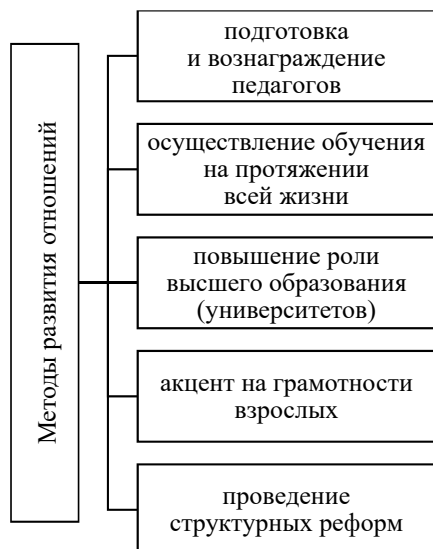 Методы развития отношений
подготовка
и вознаграждение
педагогов
осуществление обучения
на протяжении
всей жизни
повышение роли
высшего образования
(университетов)
акцент на грамотности
взрослых
проведение
структурных реформ